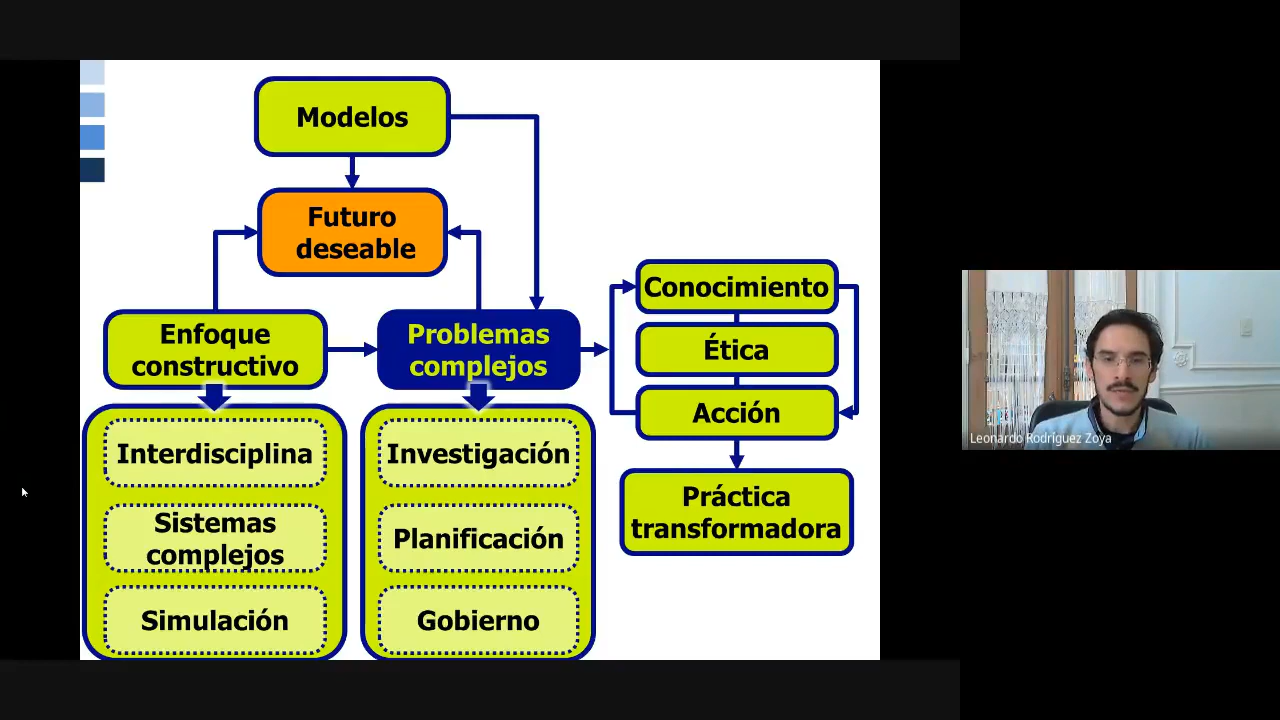 Modelos
Futuro
deseable
Enfoque
constructivo
Problemas
complejos
Interdisciplina
Sistemas
complejos
Simulación
Investigación
Planificación
Gobierno
Conocimiento
Ética
Acción
Práctica
transformadora
Leonardo Rodríguez Zoya